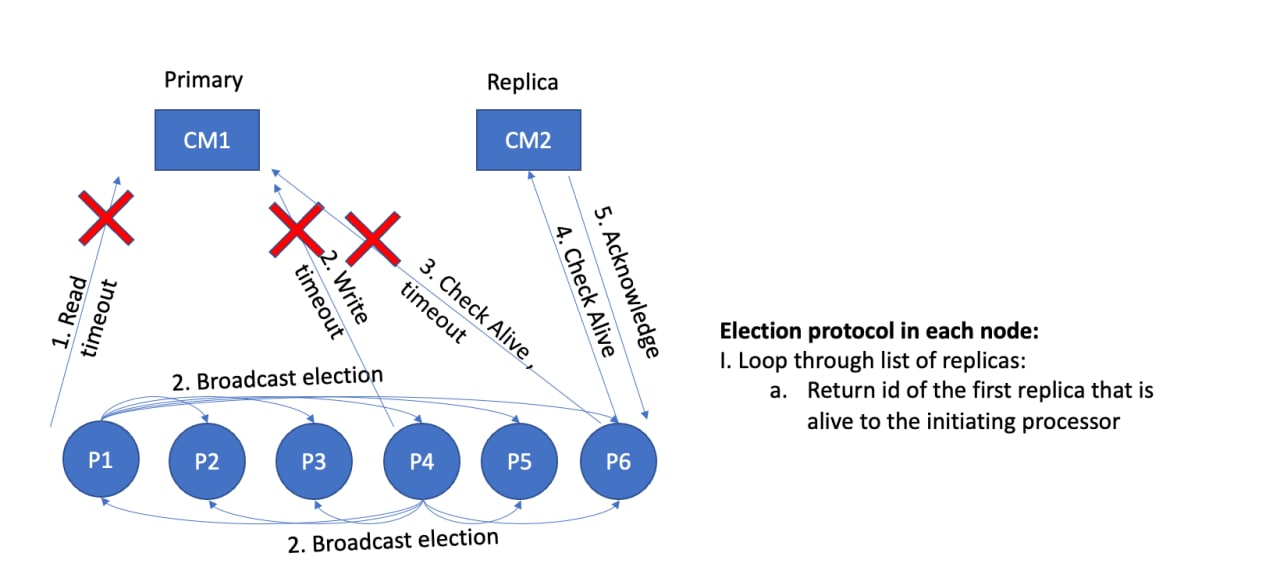 Primary
Replica
CM1
CM2
1. Read
timeout
2. Write
timeout
3. Check Alive,
timeout
4. Check Alive
5. Acknowledge
2. Broadcast election
P1
P2
P3
P4
P5
P6
2. Broadcast election
Election protocol in each node:
I. Loop through list of replicas:
a. Return id of the first replica that is
alive to the initiating processor